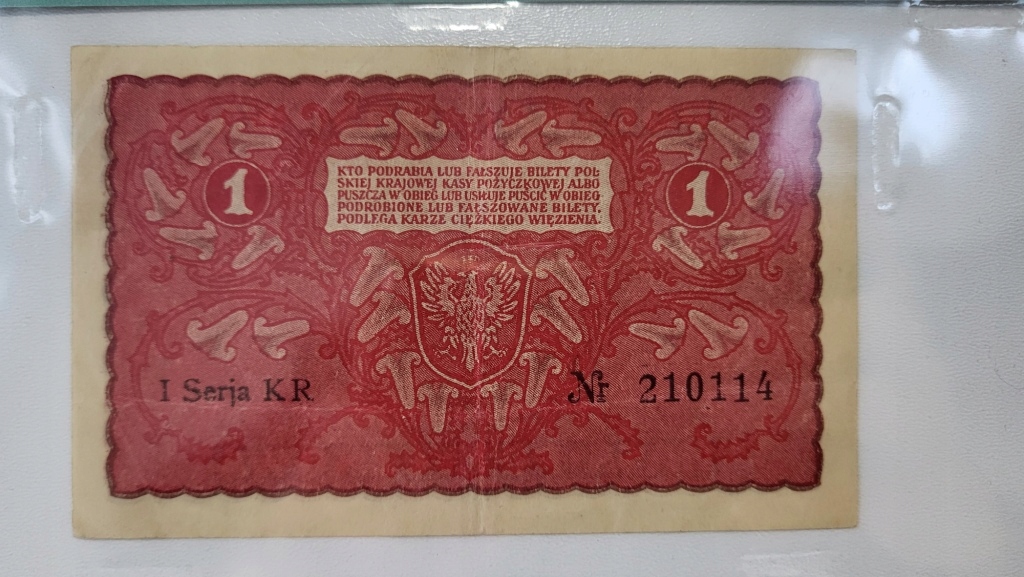 1
1
KTO PODRABIA LUB FAŁSZUJE BILETY POL-
SKIEJ KRAJOWEJ KASY POŻYCZKOWEJ ALBO
PUSZCZA W OBIEG LUB USIŁUJE PUŚCIĆ W OBIEG
PODROBIONE LUB FAŁSZOWANE BILETY,
PODLEGA KARZE CIĘŻKIEGO WIĘZIENIA.
I Serja KR.
Nr 210114